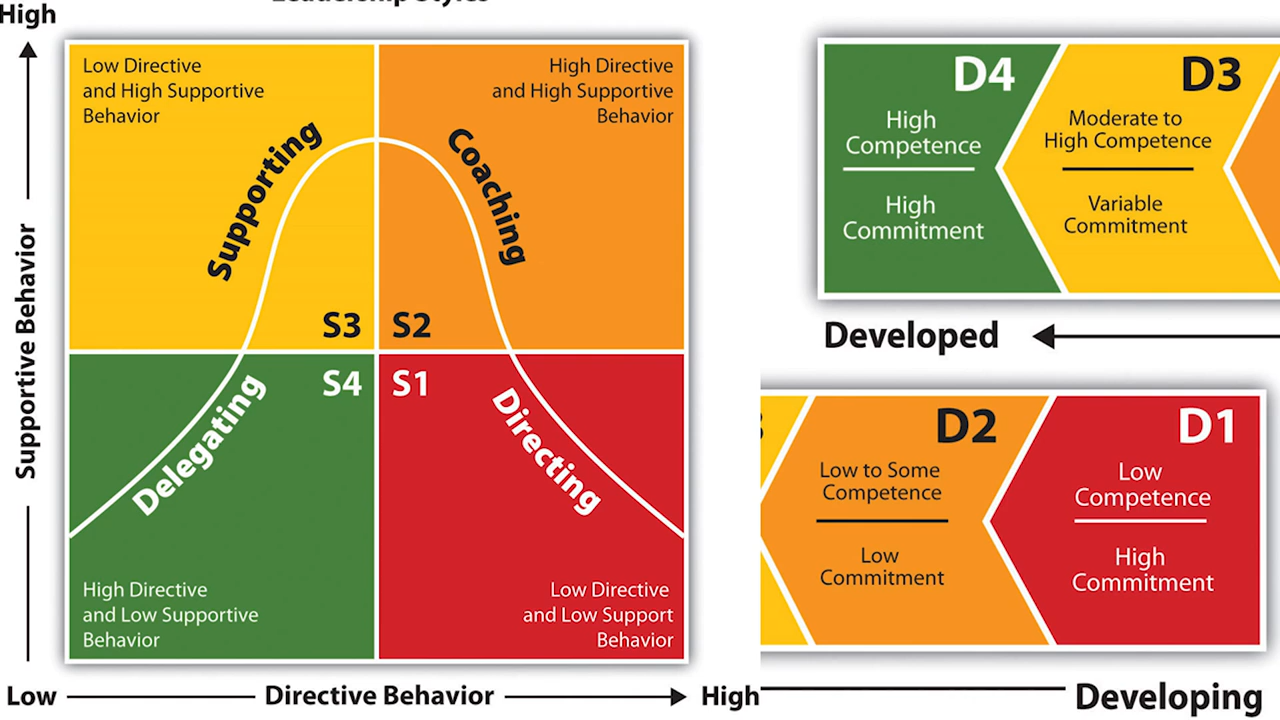 Leadership Styles
High
Low Directive
and High Supportive
Behavior
High Directive
and High Supportive
Behavior
Supporting
Coaching
S3
S2
S4
S1
Delegating
Directing
High Directive
and Low Supportive
Behavior
Low Directive
and Low Support
Behavior
Supportive Behavior
Low
Directive Behavior
High
D4
High
Competence
High
Commitment
D3
Moderate to
High Competence
Variable
Commitment
Developed
D2
Low to Some
Competence
Low
Commitment
D1
Low
Competence
High
Commitment
Developing